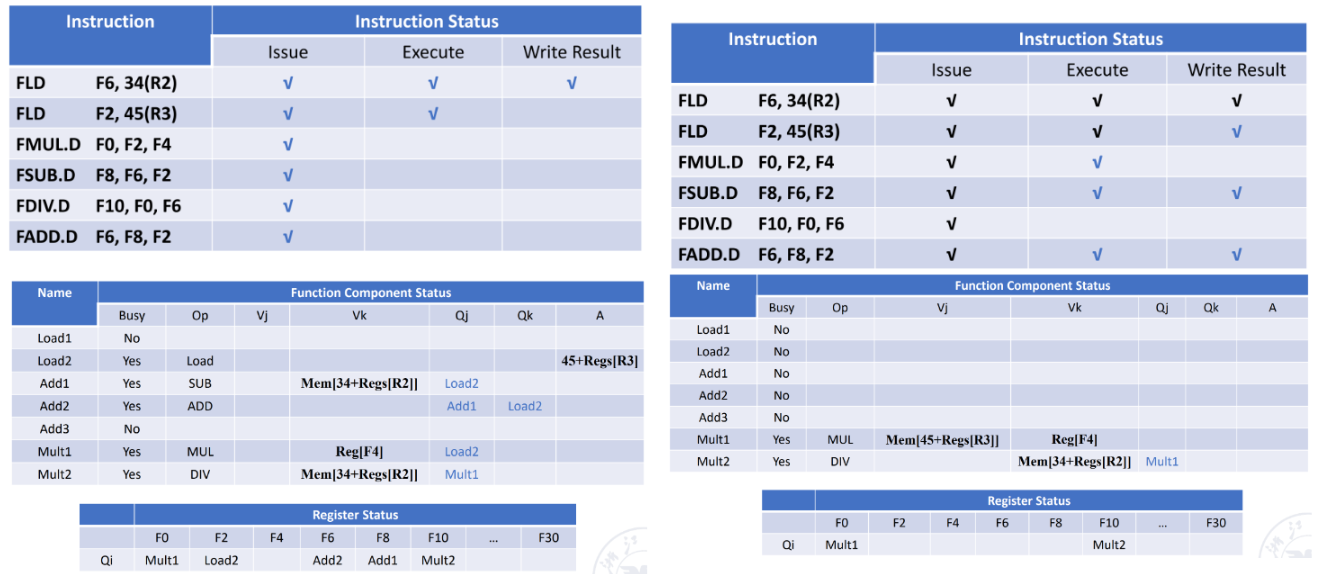 Instruction Instruction Status
Issue Execute Write Result
FLD F6, 34(R2) √ √ √
FLD F2, 45(R3) √ √
FMUL.D F0, F2, F4 √
FSUB.D F8, F6, F2 √
FDIV.D F10, F0, F6 √
FADD.D F6, F8, F2 √
Name Function Component Status
Busy Op Vj Vk Qj Qk A
Load1 No
Load2 Yes Load 45+Regs[R3]
Add1 Yes SUB Mem[34+Regs[R2]] Load2
Add2 Yes ADD Add1 Load2
Add3 No
Mult1 Yes MUL Reg[F4] Load2
Mult2 Yes DIV Mem[34+Regs[R2]] Mult1
Register Status
F0 F2 F4 F6 F8 F10 ... F30
Qi Mult1 Load2 Add2 Add1 Mult2
Instruction Instruction Status
Issue Execute Write Result
FLD F6, 34(R2) √ √ √
FLD F2, 45(R3) √ √ √
FMUL.D F0, F2, F4 √ √
FSUB.D F8, F6, F2 √ √ √
FDIV.D F10, F0, F6 √
FADD.D F6, F8, F2 √ √ √
Name Function Component Status
Busy Op Vj Vk Qj Qk A
Load1 No
Load2 No
Add1 No
Add2 No
Add3 No
Mult1 Yes MUL Mem[45+Regs[R3]] Reg[F4]
Mult2 Yes DIV Mem[34+Regs[R2]] Mult1
Register Status
F0 F2 F4 F6 F8 F10 ... F30
Qi Mult1 Mult2